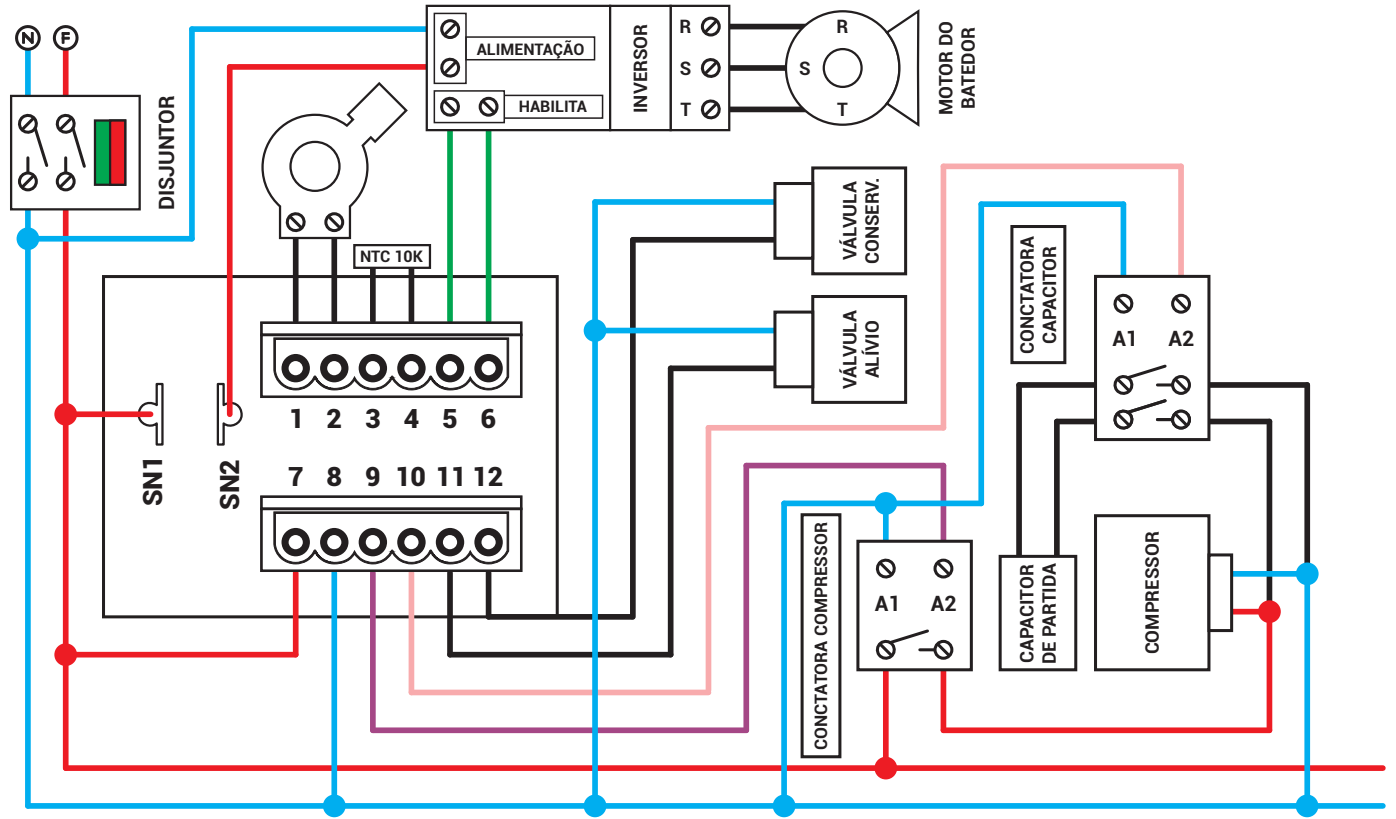 N F
DISJUNTOR
ALIMENTAÇÃO
HABILITA
INVERSOR
R
S
T
R
S
T
MOTOR DO
BATEDOR
NTC 10K
VÁLVULA
CONSERV.
VÁLVULA
ALÍVIO
CONCTATORA
CAPACITOR
A1 A2
SN1
SN2
1 2 3 4 5 6
7 8 9 10 11 12
CONCTATORA COMPRESSOR
A1 A2
CAPACITOR
DE PARTIDA
COMPRESSOR